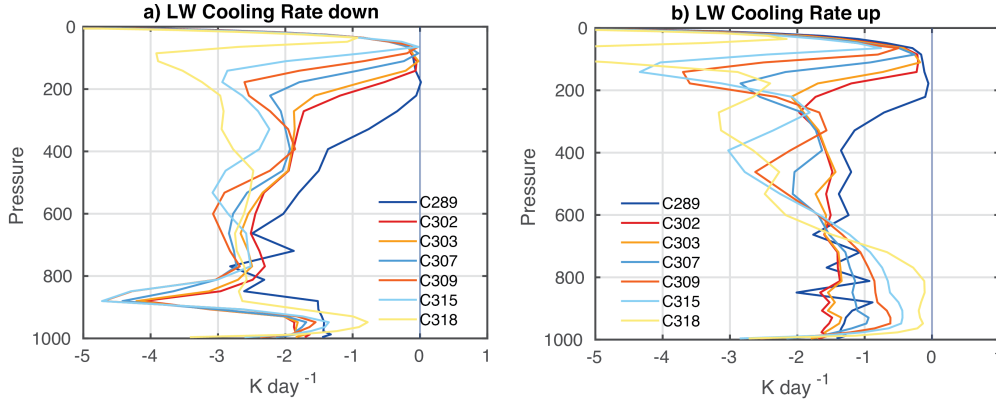 a) LW Cooling Rate down
0
200
400
600
800
1000
Pressure
-5 -4 -3 -2 -1 0 1
K day -1
C289
C302
C303
C307
C309
C315
C318
b) LW Cooling Rate up
0
200
400
600
800
1000
Pressure
-5 -4 -3 -2 -1 0
K day -1
C289
C302
C303
C307
C309
C315
C318